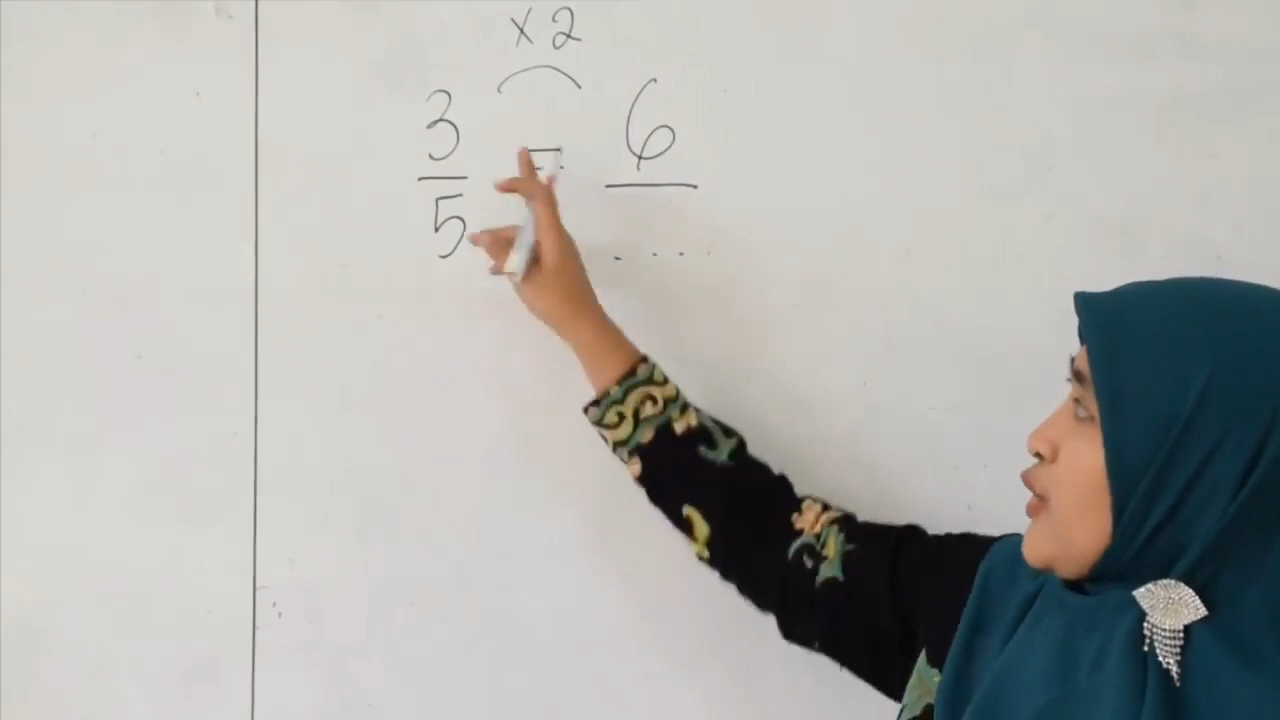 × 2
3/5 = 6/....